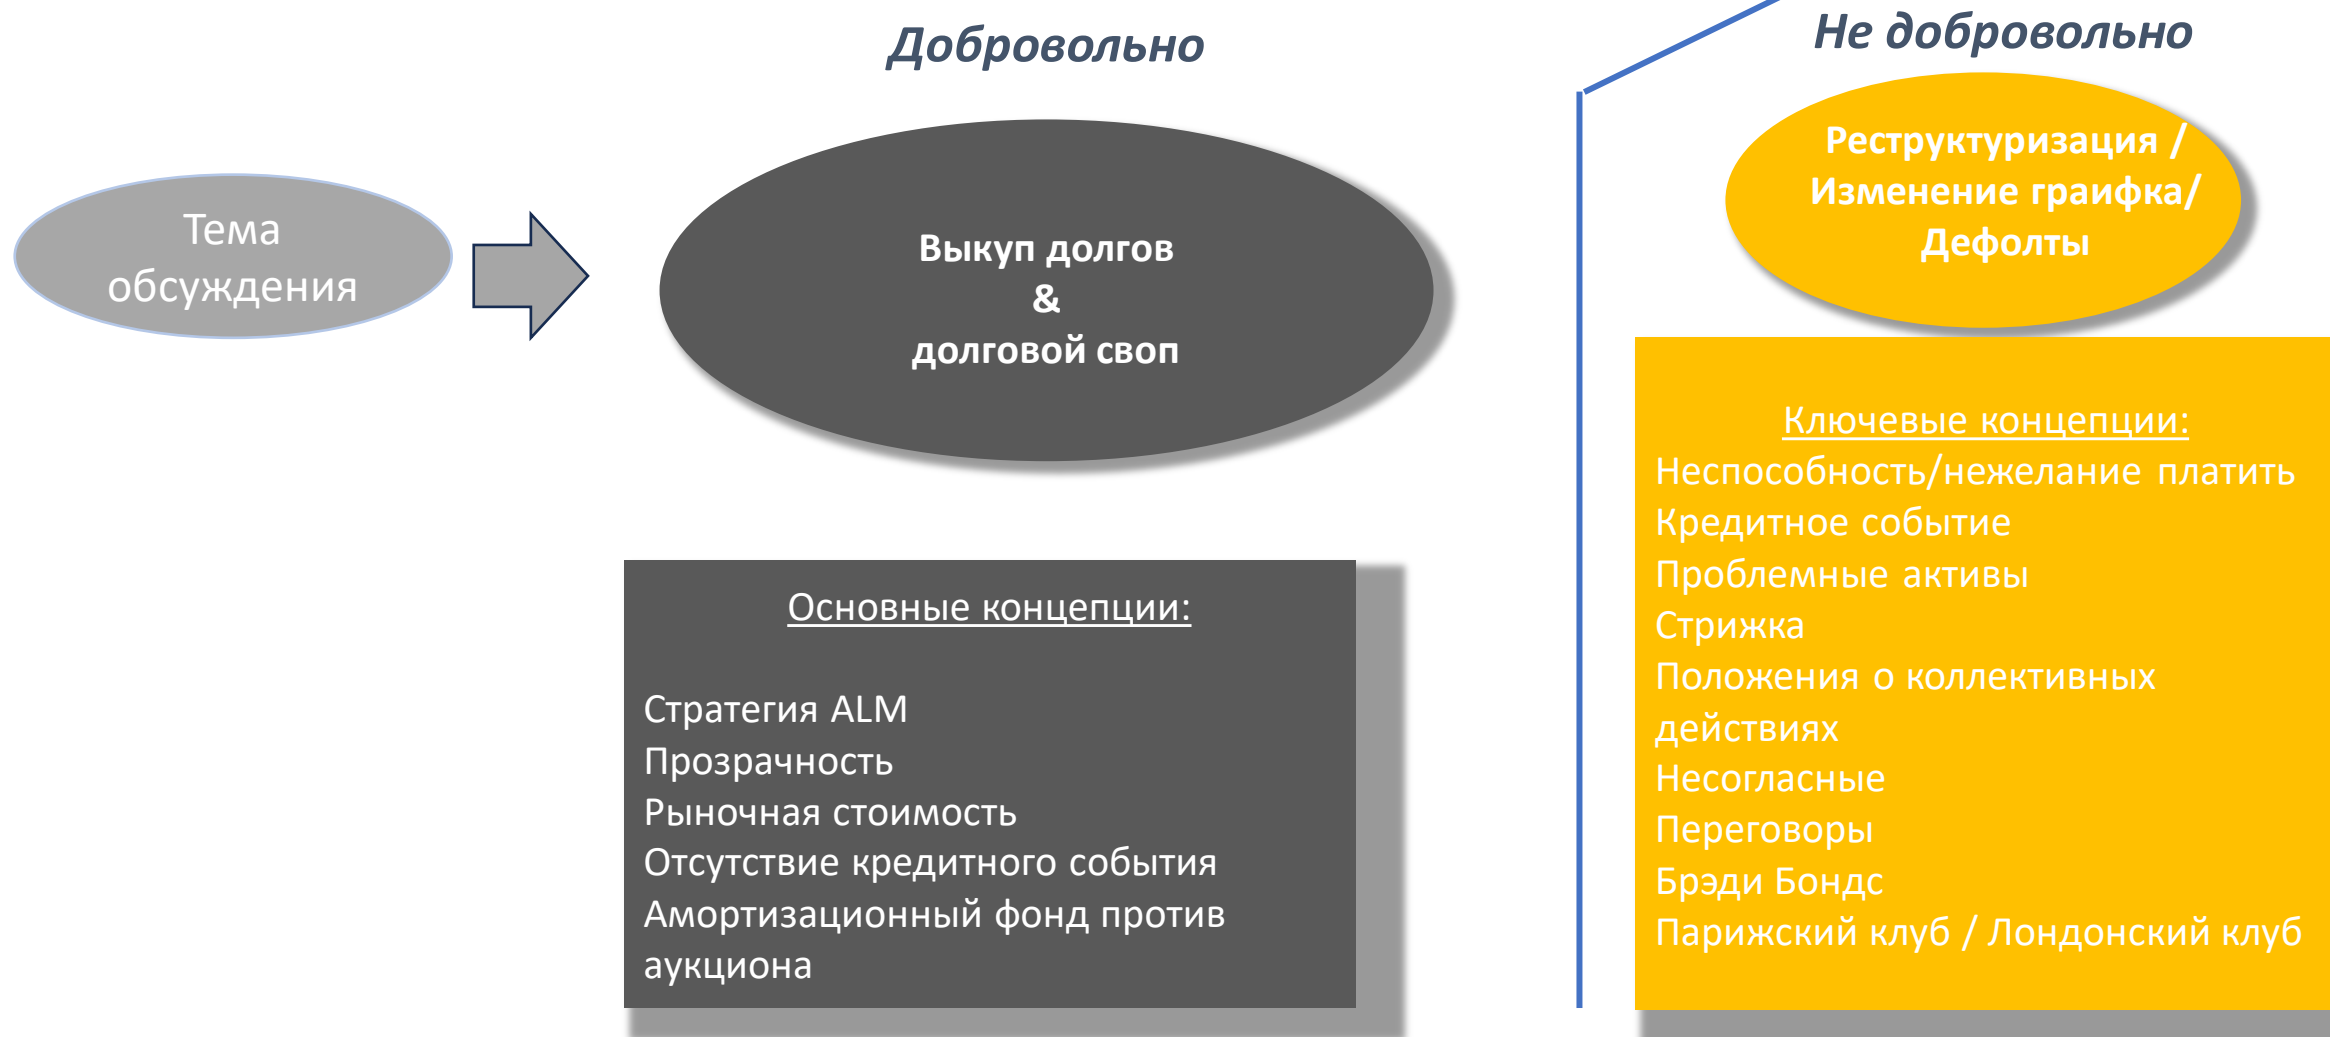 Добровольно
Не добровольно
Тема
обсуждения
Выкуп долгов
&
долговой своп
Реструктуризация /
Изменение граифка/
Дефолты
Основные концепции:
Стратегия ALM
Прозрачность
Рыночная стоимость
Отсутствие кредитного события
Амортизационный фонд против
аукциона
Ключевые концепции:
Неспособность/нежелание платить
Кредитное событие
Проблемные активы
Стрижка
Положения о коллективных
действиях
Несогласные
Переговоры
Брэди Бондс
Парижский клуб / Лондонский клуб